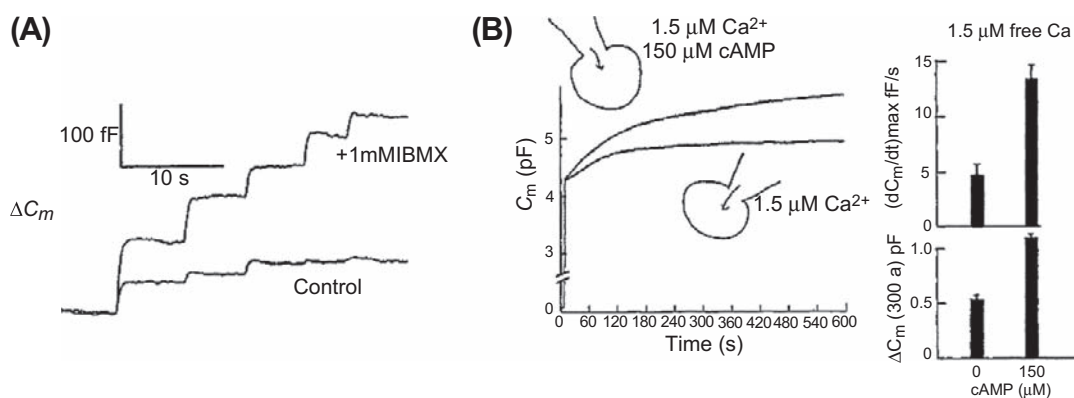 (A)
100 fF
10 s
+1mMIBMX
ΔCm
Control
(B)
1.5 μM Ca2+
150 μM cAMP
Cm (pF)
5
4
3
0
1.5 μM Ca2+
0 60 120 180 240 300 360 420 480 540 600
Time (s)
1.5 μM free Ca
(dCm/dt)max fF/s
15
10
5
0
ΔCm (300 a) pF
1.0
0.5
0 150
cAMP (μM)